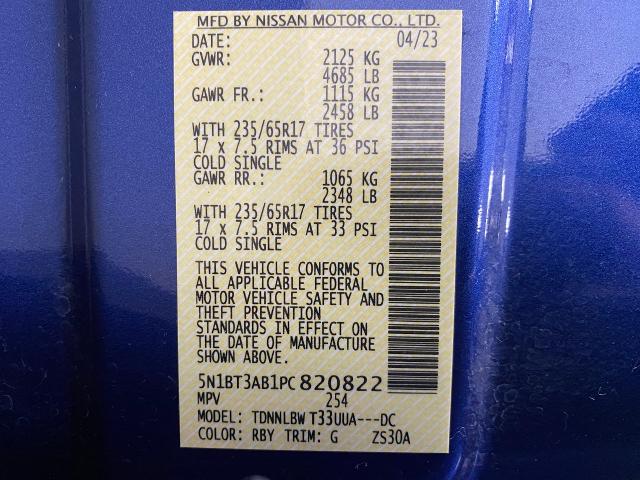 MFD BY NISSAN MOTOR CO., LTD.
DATE: 04/23
GVWR: 2125 KG
4685 LB
GAWR FR.: 1115 KG
2458 LB
WITH 235/65R17 TIRES
17 x 7.5 RIMS AT 36 PSI
COLD SINGLE
GAWR RR.: 1065 KG
2348 LB
WITH 235/65R17 TIRES
17 x 7.5 RIMS AT 33 PSI
COLD SINGLE
THIS VEHICLE CONFORMS TO
ALL APPLICABLE FEDERAL
MOTOR VEHICLE SAFETY AND
THEFT PREVENTION
STANDARDS IN EFFECT ON
THE DATE OF MANUFACTURE
SHOWN ABOVE.
5N1BT3AB1PC820822
MPV 254
MODEL: TDNNLBW T33UUA---DC
COLOR: RBY TRIM: G ZS30A